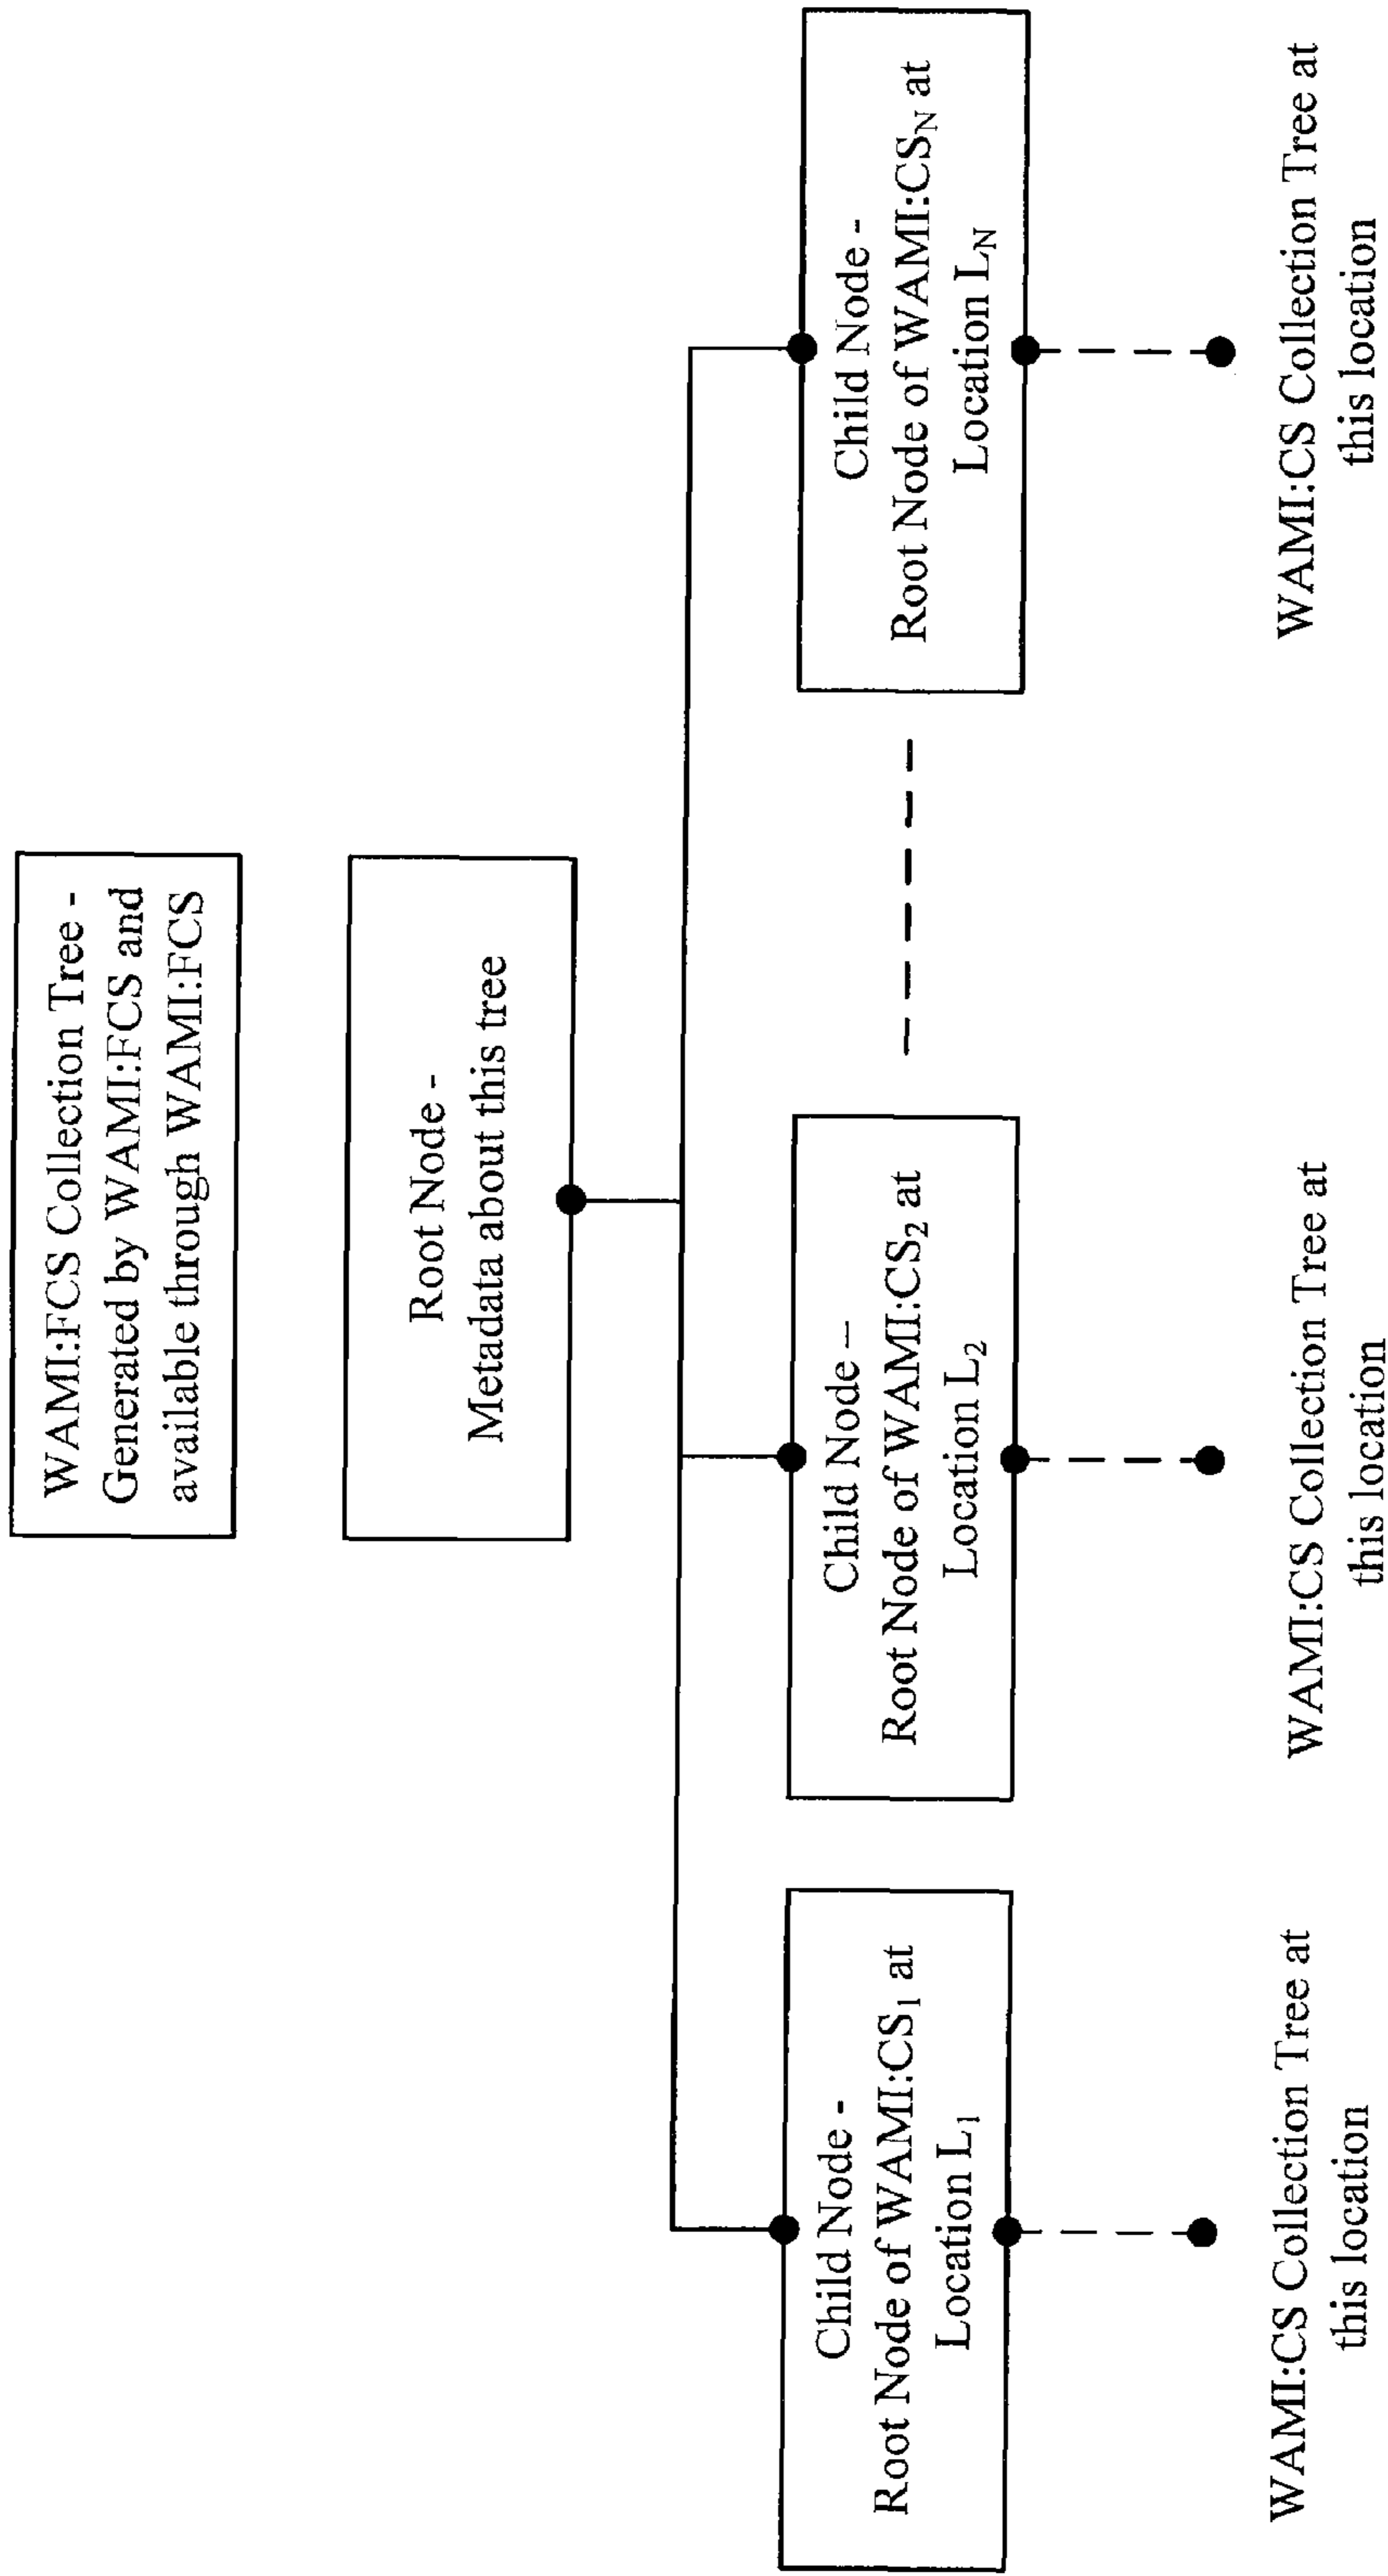 WAMI:FCS Collection Tree -
Generated by WAMI:FCS and
available through WAMI:FCS
Root Node -
Metadata about this tree
Child Node -
Root Node of WAMI:CS₁ at
Location L₁
Child Node –
Root Node of WAMI:CS₂ at
Location L₂
Child Node -
Root Node of WAMI:CS_N at
Location L_N
WAMI:CS Collection Tree at
this location
WAMI:CS Collection Tree at
this location
WAMI:CS Collection Tree at
this location